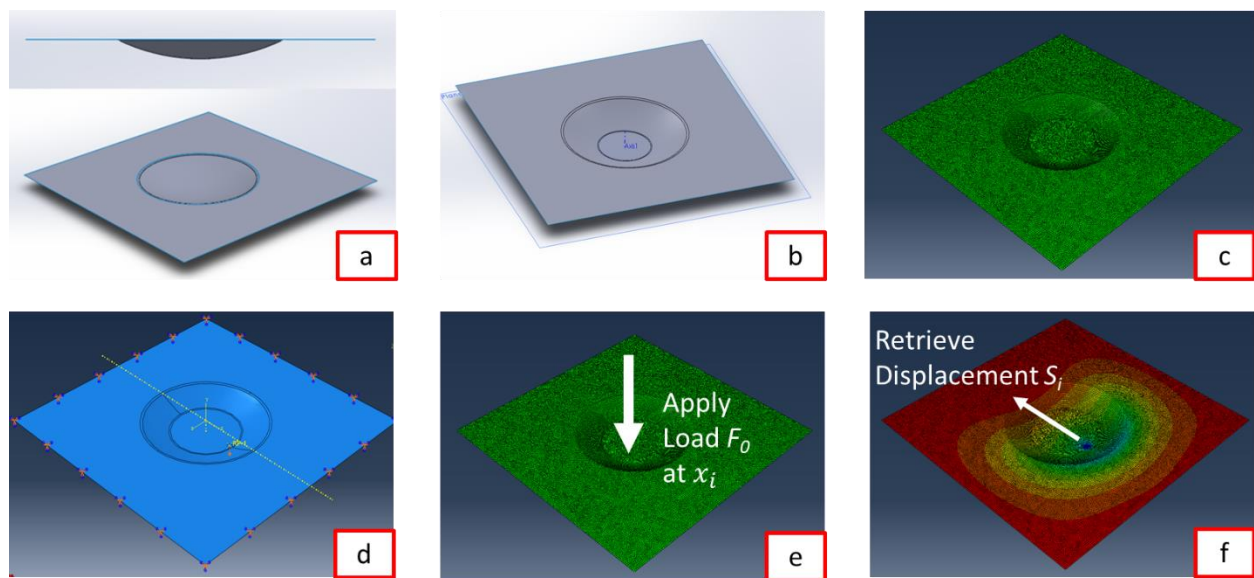 a
b
c
d
Apply
Load F₀
at xᵢ
e
Retrieve
Displacement Sᵢ
f